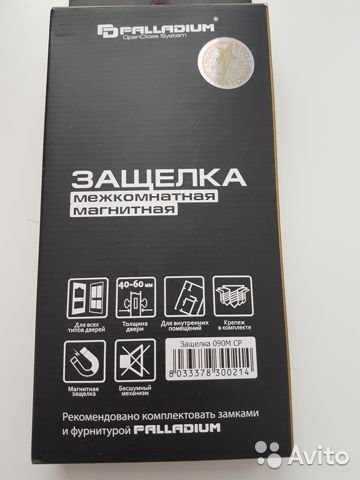 PALLADIUM®
OpenClose System
ЗАЩЕЛКА
межкомнатная
магнитная
Для всех типов дверей
40-60 мм
Толщина двери
Для внутренних помещений
Крепеж в комплекте
Магнитная защелка
Бесшумный механизм
Защелка 090M CP
8 033378 300214
Рекомендовано комплектовать замками
и фурнитурой PALLADIUM
Avito